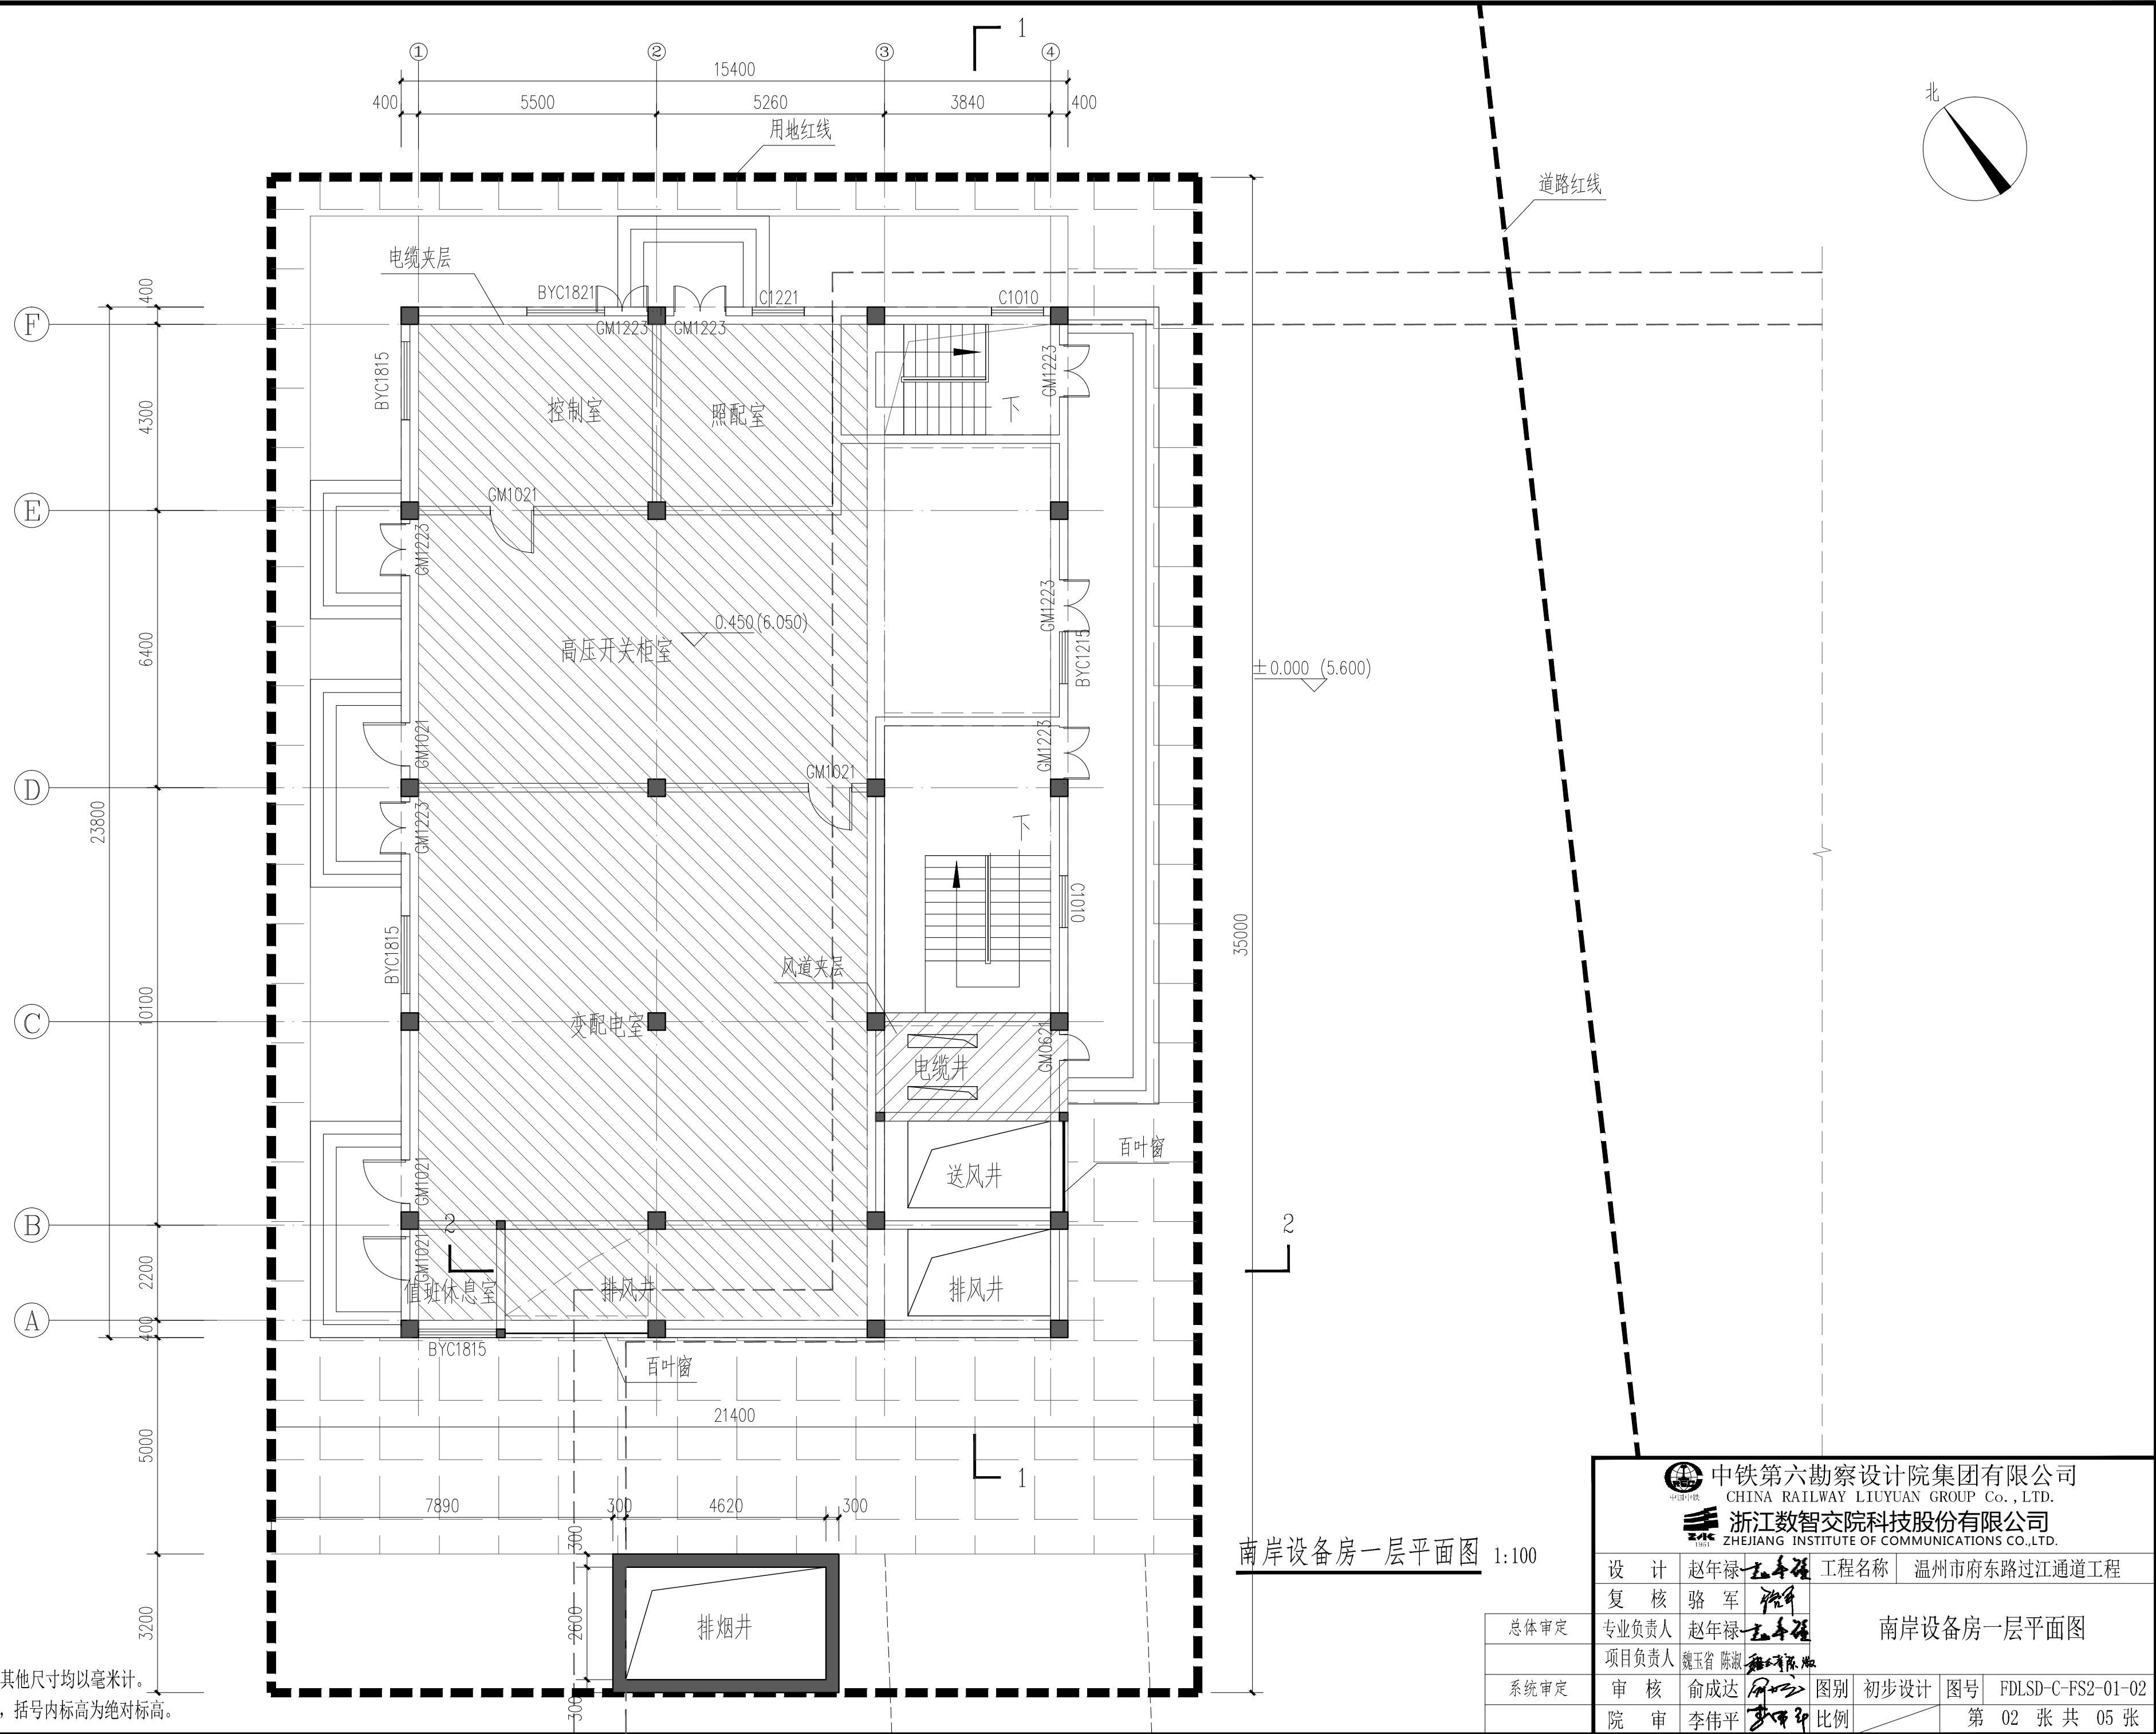 1
① ② ③ ④
15400
400 5500 5260 3840 400
用地红线
北
道路红线
电缆夹层
400
BYC1821 C1221 C1010
F
GM1223 GM1223
GM1223
BYC1815
4300
控制室 照配室
下
E
GM1021
GM1223
GM1223
0.450(6.050)
6400
高压开关柜室
BYC1215
±0.000 (5.600)
GM1021
GM1223
GM1021
D
23800
GM1223
下
C1010
35000
BYC1815
风道夹层
10100
C
变配电室
GM0621
电缆井
百叶窗
GM1021
送风井
B
2 2
GM1021
2200
值班休息室 排风井 排风井
A
400
BYC1815
百叶窗
21400
5000
1
7890 300 4620 300
300
南岸设备房一层平面图 1:100
2600
排烟井
3200
300
其他尺寸均以毫米计。
，括号内标高为绝对标高。
中国中铁
中铁第六勘察设计院集团有限公司
CHINA RAILWAY LIUYUAN GROUP Co.,LTD.
浙江数智交院科技股份有限公司
ZJIC 1951 ZHEJIANG INSTITUTE OF COMMUNICATIONS CO.,LTD.
设 计 赵年禄 工程名称 温州市府东路过江通道工程
复 核 骆 军
总体审定 专业负责人 赵年禄 南岸设备房一层平面图
项目负责人 魏玉省 陈淑
系统审定 审 核 俞成达 图别 初步设计 图号 FDLSD-C-FS2-01-02
院 审 李伟平 比例 第 02 张 共 05 张